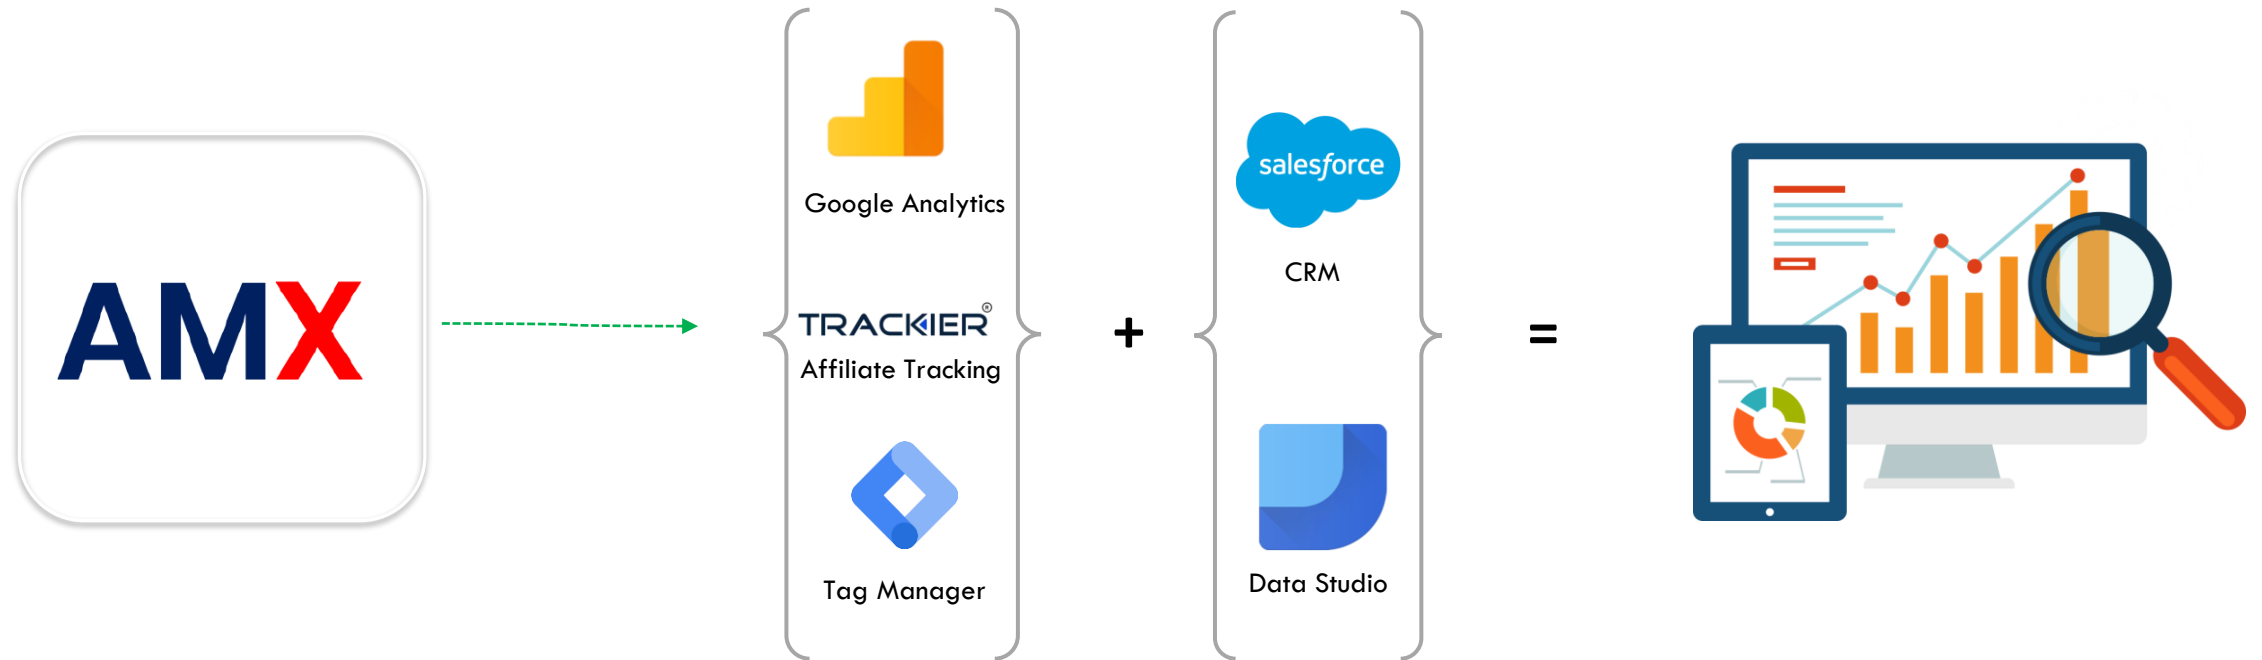 AMX
Google Analytics
TRACKIER®
Affiliate Tracking
Tag Manager
+
salesforce
CRM
Data Studio
=